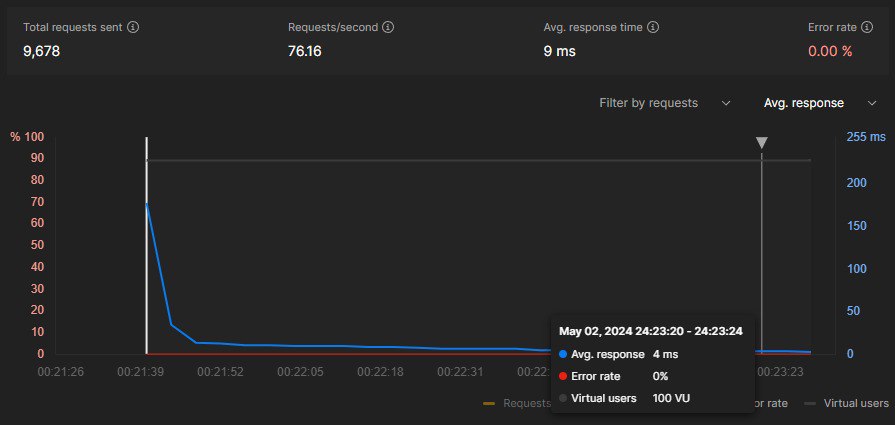 Total requests sent Requests/second Avg. response time Error rate
9,678 76.16 9 ms 0.00 %
Filter by requests Avg. response
% 100 255 ms
90
80 200
70
60 150
50
40 100
30
20 50
10
0 0
May 02, 2024 24:23:20 - 24:23:24
Avg. response 4 ms
Error rate 0%
Virtual users 100 VU
00:21:26 00:21:39 00:21:52 00:22:05 00:22:18 00:22:31 00:23:23
Requests rate Virtual users